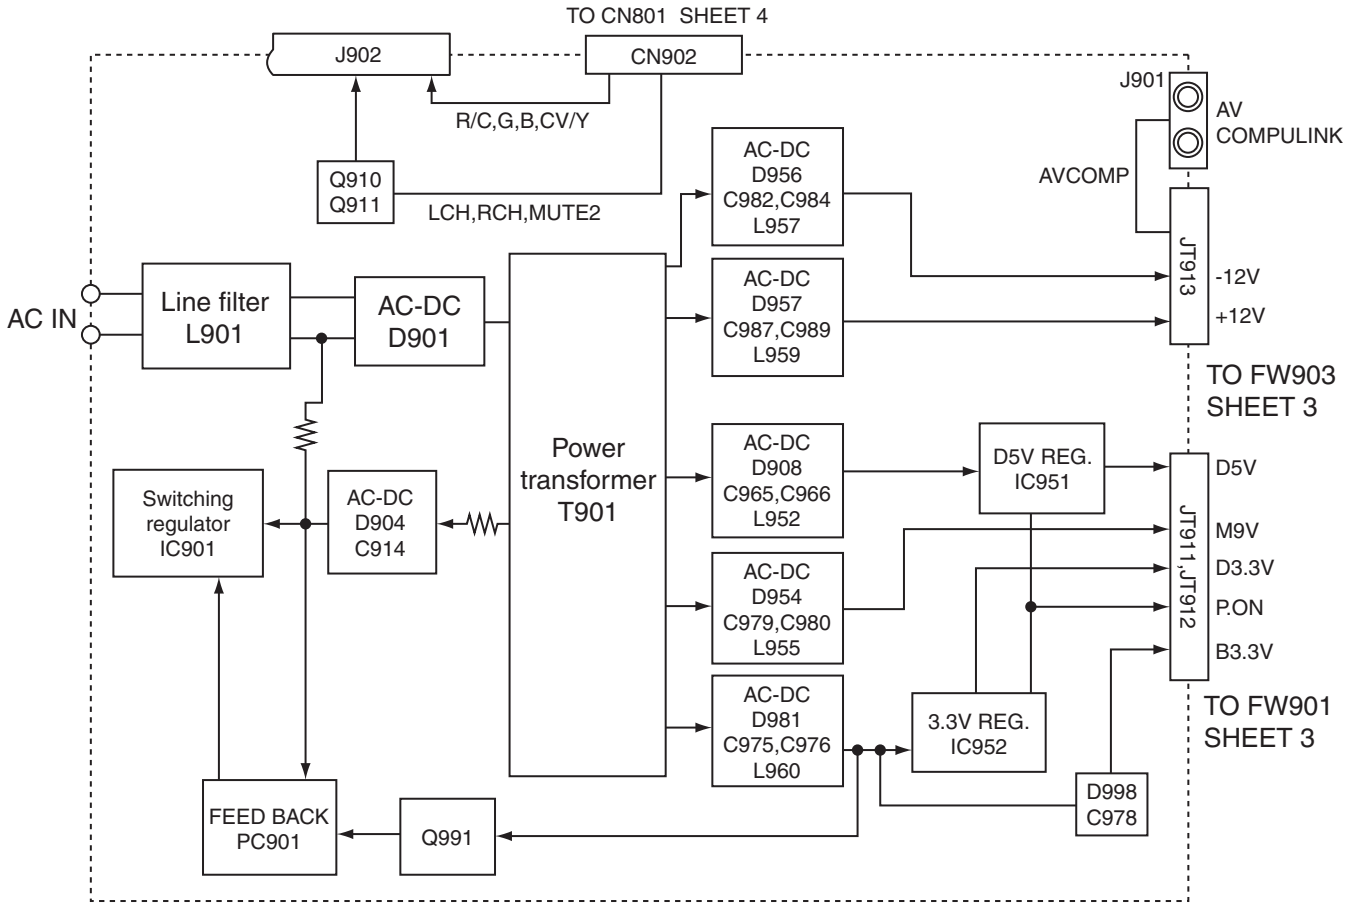 TO CN801 SHEET 4
J902
CN902
J901
AV
COMPULINK
R/C,G,B,CV/Y
Q910
Q911
LCH,RCH,MUTE2
AC-DC
D956
C982,C984
L957
AVCOMP
JT913
-12V
+12V
AC IN
Line filter
L901
AC-DC
D901
AC-DC
D957
C987,C989
L959
TO FW903
SHEET 3
Power
transformer
T901
AC-DC
D908
C965,C966
L952
D5V REG.
IC951
D5V
M9V
D3.3V
P.ON
B3.3V
JT911,JT912
Switching
regulator
IC901
AC-DC
D904
C914
AC-DC
D954
C979,C980
L955
AC-DC
D981
C975,C976
L960
3.3V REG.
IC952
TO FW901
SHEET 3
D998
C978
FEED BACK
PC901
Q991